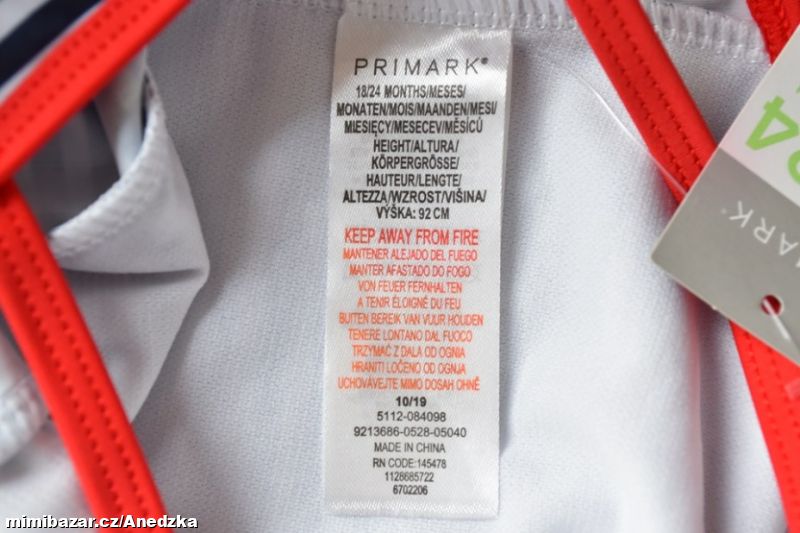 PRIMARK®
18/24 MONTHS/MESES/
MONATEN/MOIS/MAANDEN/MESI/
MIESIĘCY/MESECEV/MĚSÍCŮ
HEIGHT/ALTURA/
KÖRPERGRÖSSE/
HAUTEUR/LENGTE/
ALTEZZA/WZROST/VIŠINA/
VÝŠKA: 92 CM
KEEP AWAY FROM FIRE
MANTENER ALEJADO DEL FUEGO
MANTER AFASTADO DO FOGO
VON FEUER FERNHALTEN
A TENIR ÉLOIGNÉ DU FEU
BUITEN BEREIK VAN VUUR HOUDEN
TENERE LONTANO DAL FUOCO
TRZYMAĆ Z DALA OD OGNIA
HRANITI LOČENO OD OGNJA
UCHOVÁVEJTE MIMO DOSAH OHNĚ
10/19
5112-084098
9213686-0528-05040
MADE IN CHINA
RN CODE:145478
1128685722
6702206
24
MARK
mimibazar.cz/Anedzka